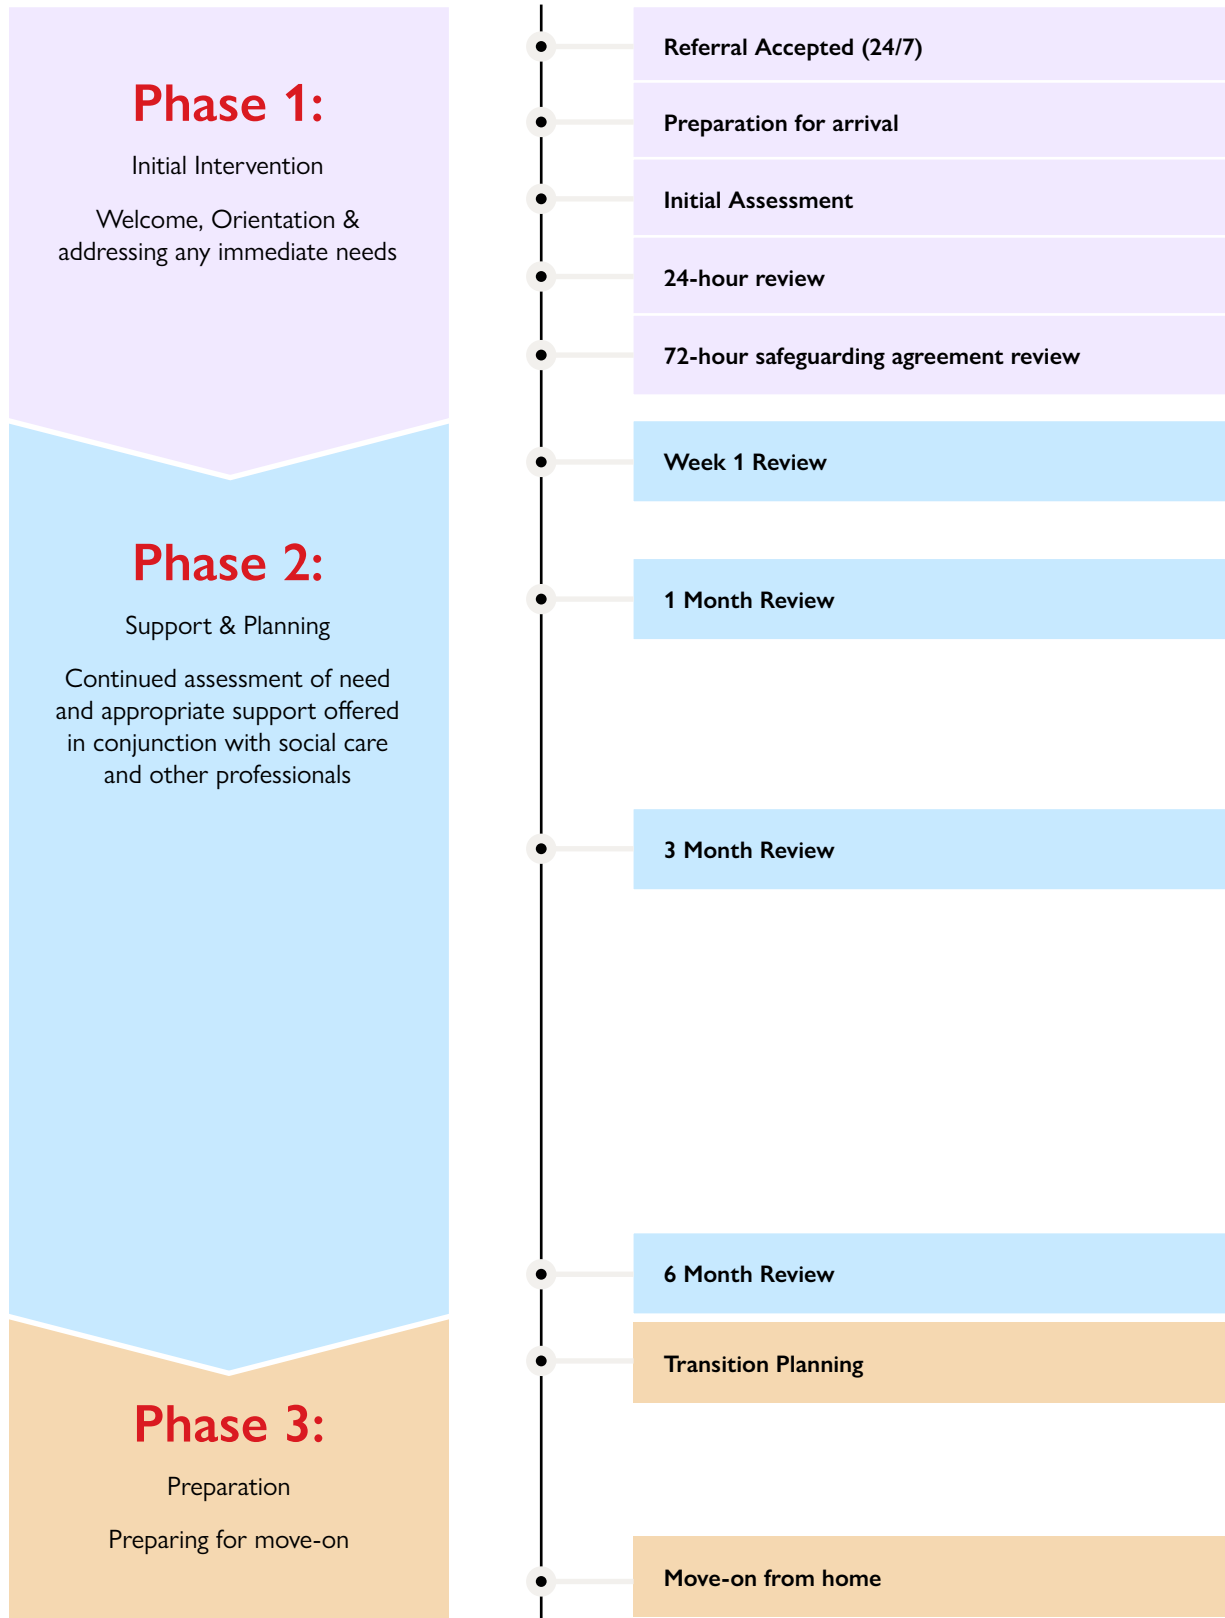 Phase 1:
Initial Intervention
Welcome, Orientation &
addressing any immediate needs
Referral Accepted (24/7)
Preparation for arrival
Initial Assessment
24-hour review
72-hour safeguarding agreement review
Phase 2:
Support & Planning
Continued assessment of need
and appropriate support offered
in conjunction with social care
and other professionals
Week 1 Review
1 Month Review
3 Month Review
6 Month Review
Phase 3:
Preparation
Preparing for move-on
Transition Planning
Move-on from home